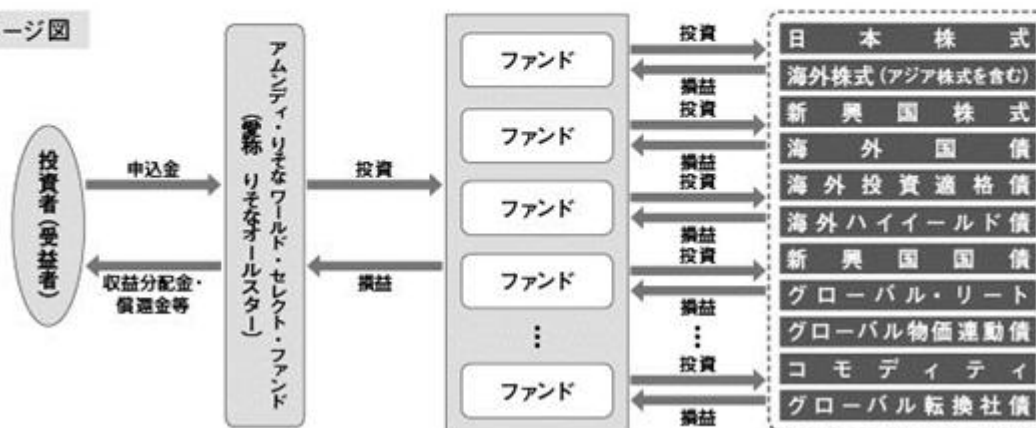 ージ図
投資者(受益者)
申込金
収益分配金・
償還金等
アムンディ・りそな ワールド・セレクト・ファンド
(愛称 りそなオールスター)
投資
損益
ファンド
ファンド
ファンド
ファンド
⋮
ファンド
投資
損益
投資
損益
投資
損益
投資
損益
⋮
投資
損益
日本株式
海外株式(アジア株式を含む)
新興国株式
海外国債
海外投資適格債
海外ハイイールド債
新興国国債
グローバル・リート
グローバル物価連動債
コモディティ
グローバル転換社債